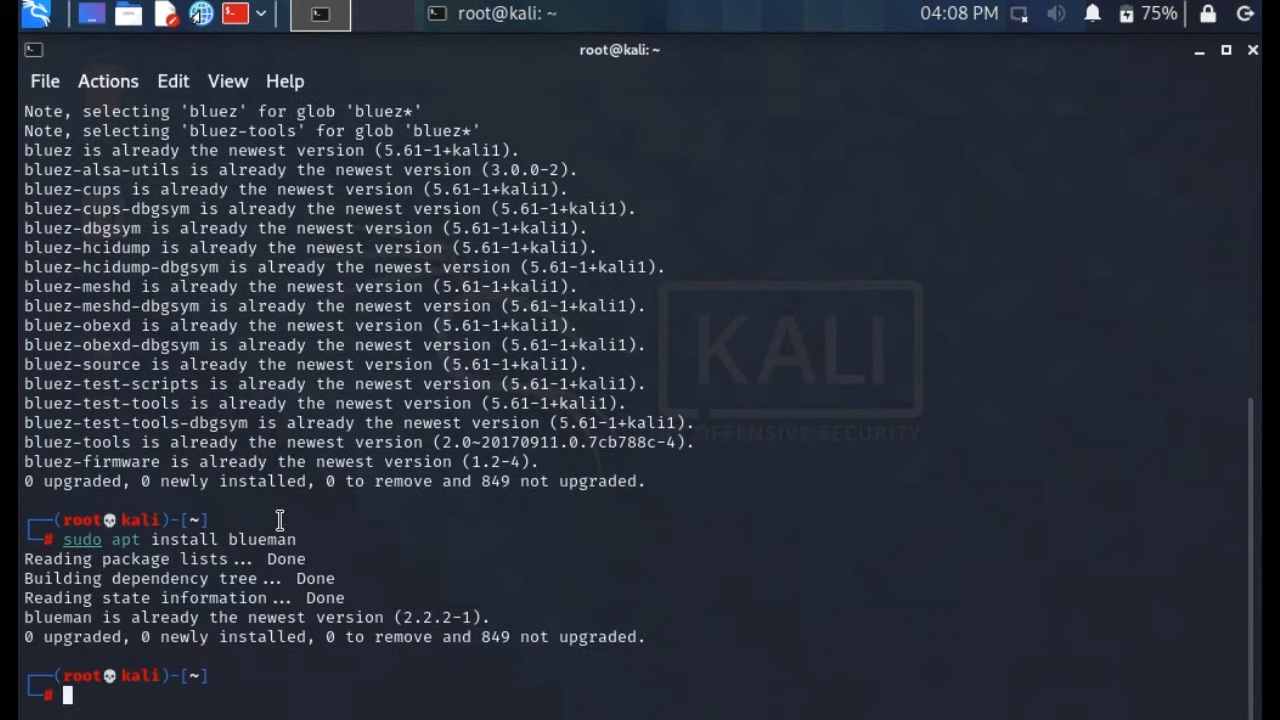 root@kali: ~
04:08 PM
75%
root@kali: ~
File Actions Edit View Help
Note, selecting 'bluez' for glob 'bluez*'
Note, selecting 'bluez-tools' for glob 'bluez*'
bluez is already the newest version (5.61-1+kali1).
bluez-alsa-utils is already the newest version (3.0.0-2).
bluez-cups is already the newest version (5.61-1+kali1).
bluez-cups-dbgsym is already the newest version (5.61-1+kali1).
bluez-dbgsym is already the newest version (5.61-1+kali1).
bluez-hcidump is already the newest version (5.61-1+kali1).
bluez-hcidump-dbgsym is already the newest version (5.61-1+kali1).
bluez-meshd is already the newest version (5.61-1+kali1).
bluez-meshd-dbgsym is already the newest version (5.61-1+kali1).
bluez-obexd is already the newest version (5.61-1+kali1).
bluez-obexd-dbgsym is already the newest version (5.61-1+kali1).
bluez-source is already the newest version (5.61-1+kali1).
bluez-test-scripts is already the newest version (5.61-1+kali1).
bluez-test-tools is already the newest version (5.61-1+kali1).
bluez-test-tools-dbgsym is already the newest version (5.61-1+kali1).
bluez-tools is already the newest version (2.0~20170911.0.7cb788c-4).
bluez-firmware is already the newest version (1.2-4).
0 upgraded, 0 newly installed, 0 to remove and 849 not upgraded.
┌──(root💀kali)-[~]
└─# sudo apt install blueman
Reading package lists... Done
Building dependency tree... Done
Reading state information... Done
blueman is already the newest version (2.2.2-1).
0 upgraded, 0 newly installed, 0 to remove and 849 not upgraded.
┌──(root💀kali)-[~]
└─#
KALI
OFFENSIVE SECURITY